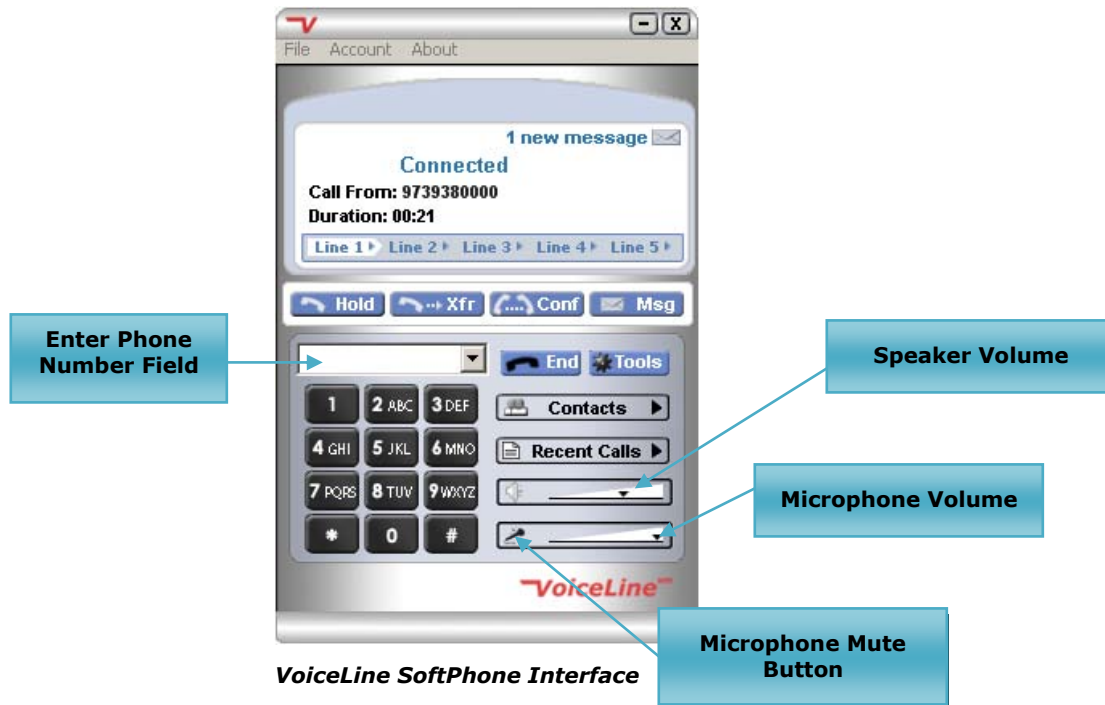 File Account About
1 new message
Connected
Call From: 9739380000
Duration: 00:21
Line 1 Line 2 Line 3 Line 4 Line 5
Hold Xfr Conf Msg
Enter Phone
Number Field
End Tools
Speaker Volume
1 2 ABC 3 DEF
Contacts
4 GHI 5 JKL 6 MNO
Recent Calls
7 PQRS 8 TUV 9 WXYZ
Microphone Volume
* 0 #
VoiceLine
Microphone Mute
Button
VoiceLine SoftPhone Interface